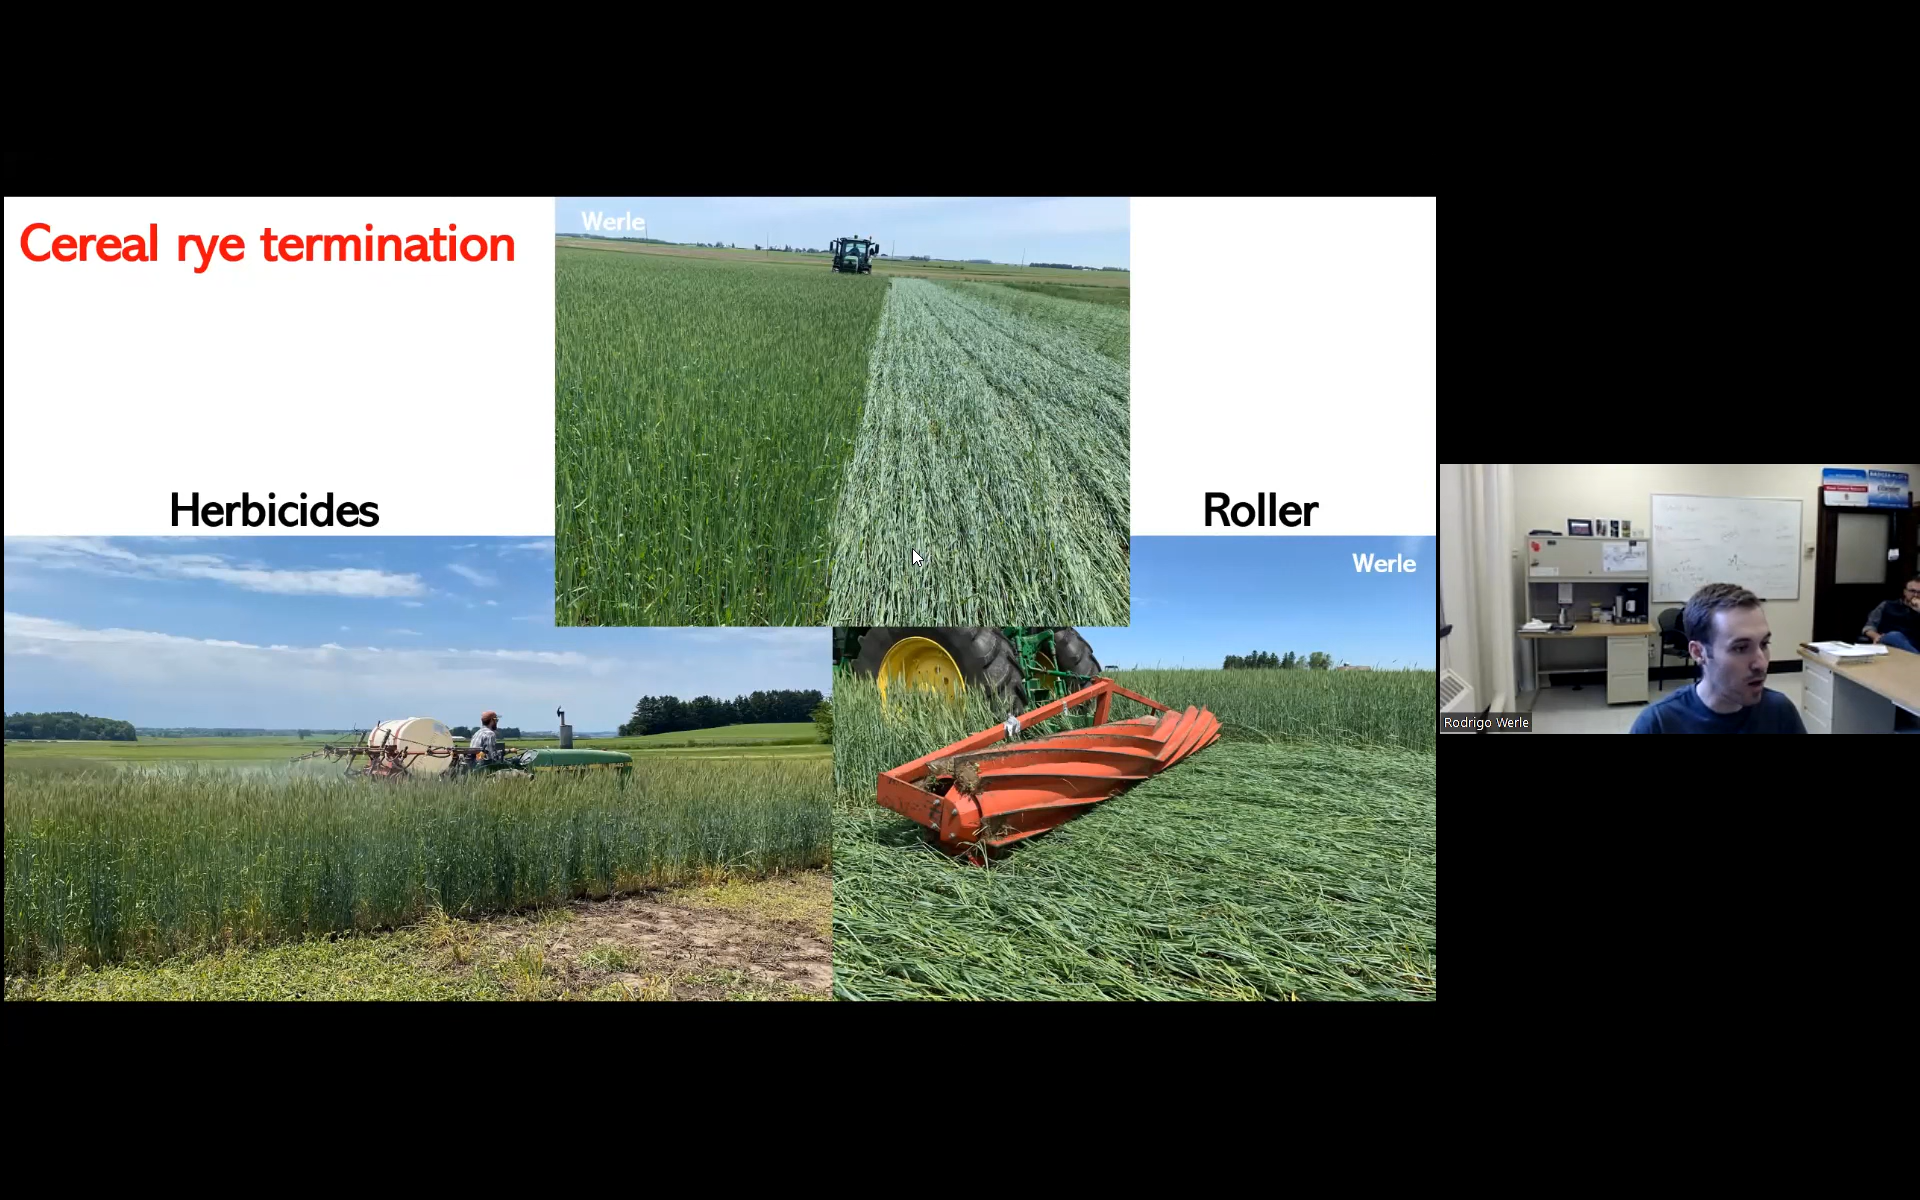 Cereal rye termination
Werle
Herbicides
Roller
Werle
Rodrigo Werle